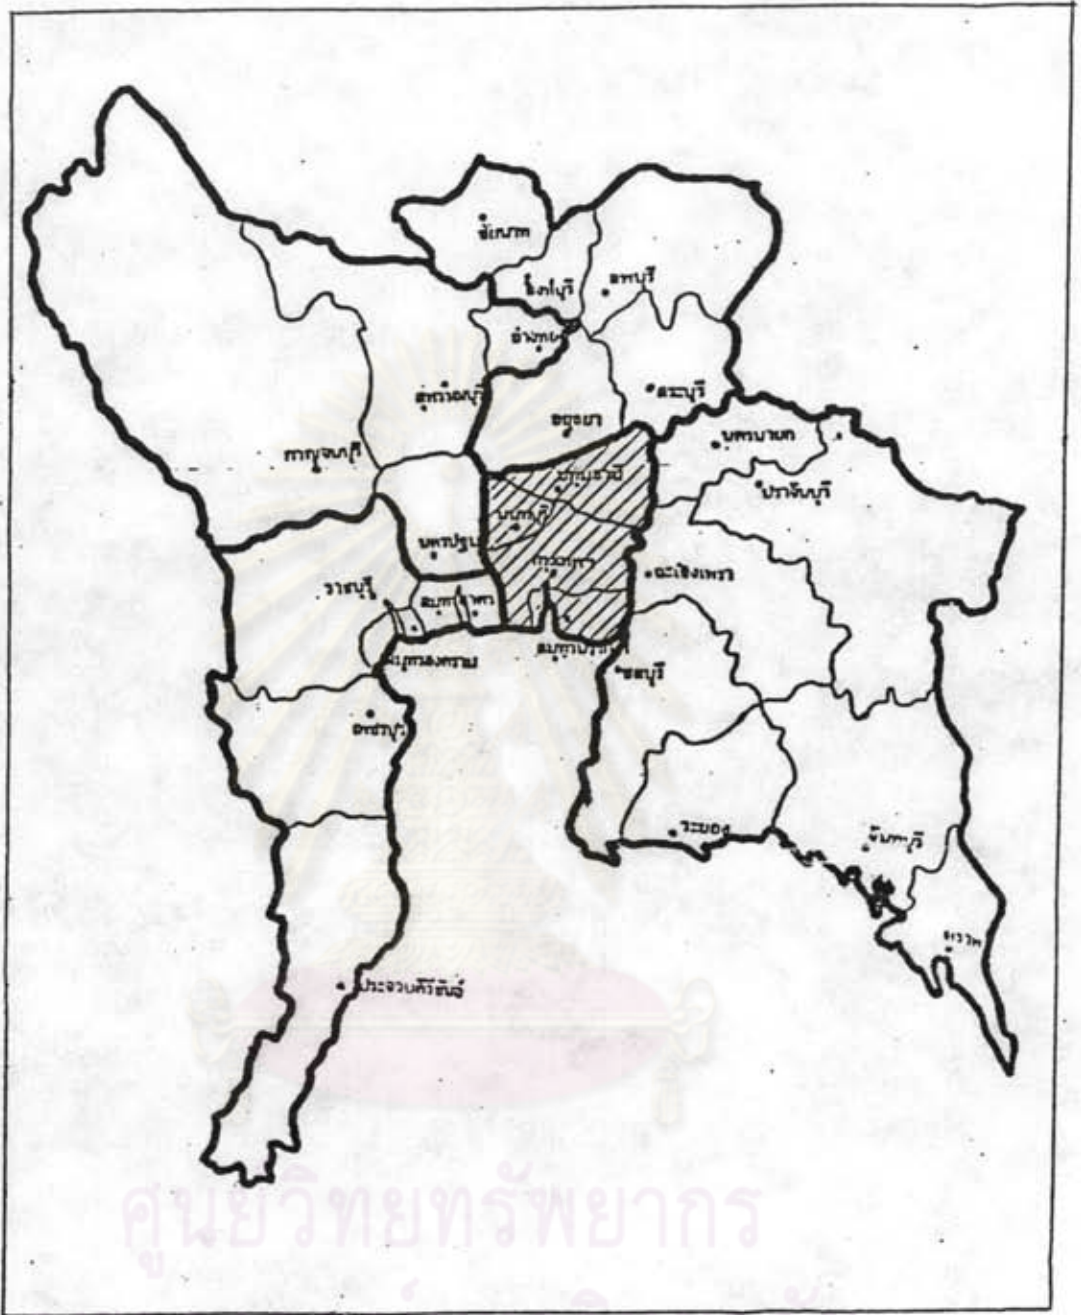 ชัยนาท
สิงห์บุรี
ลพบุรี
อ่างทอง
สระบุรี
สุพรรณบุรี
อยุธยา
นครนายก
กาญจนบุรี
ปทุมธานี
ปราจีนบุรี
นนทบุรี
นครปฐม
กรุงเทพฯ
ฉะเชิงเทรา
ราชบุรี
สมุทรสาคร
สมุทรปราการ
สมุทรสงคราม
ชลบุรี
เพชรบุรี
ระยอง
จันทบุรี
ตราด
ประจวบคีรีขันธ์
ศูนย์วิทยทรัพยากร